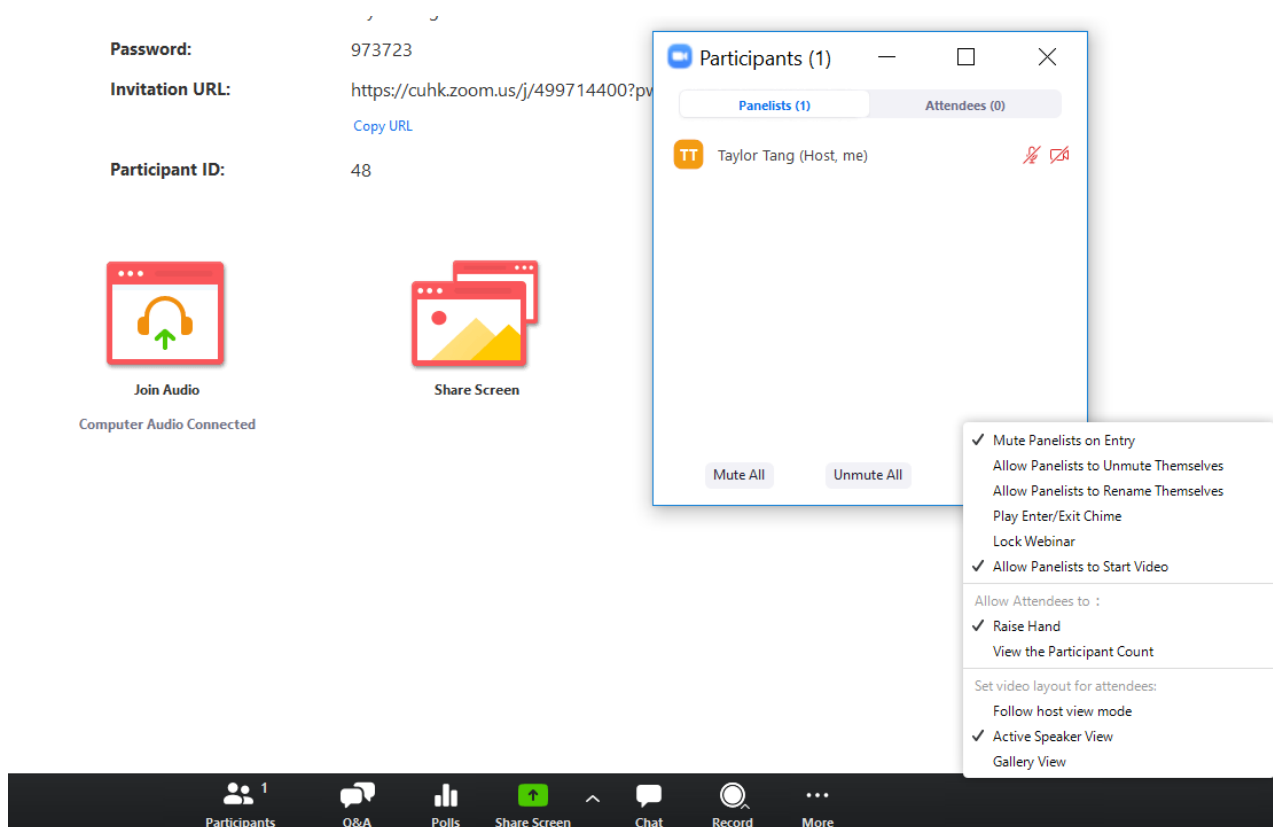 Password: 973723
Invitation URL: https://cuhk.zoom.us/j/499714400?pw
Copy URL
Participant ID: 48
Join Audio
Computer Audio Connected
Share Screen
Participants (1)
Panelists (1) Attendees (0)
TT Taylor Tang (Host, me)
Mute All Unmute All
Mute Panelists on Entry
Allow Panelists to Unmute Themselves
Allow Panelists to Rename Themselves
Play Enter/Exit Chime
Lock Webinar
Allow Panelists to Start Video
Allow Attendees to :
Raise Hand
View the Participant Count
Set video layout for attendees:
Follow host view mode
Active Speaker View
Gallery View
1
Participants Q&A Polls Share Screen Chat Record More